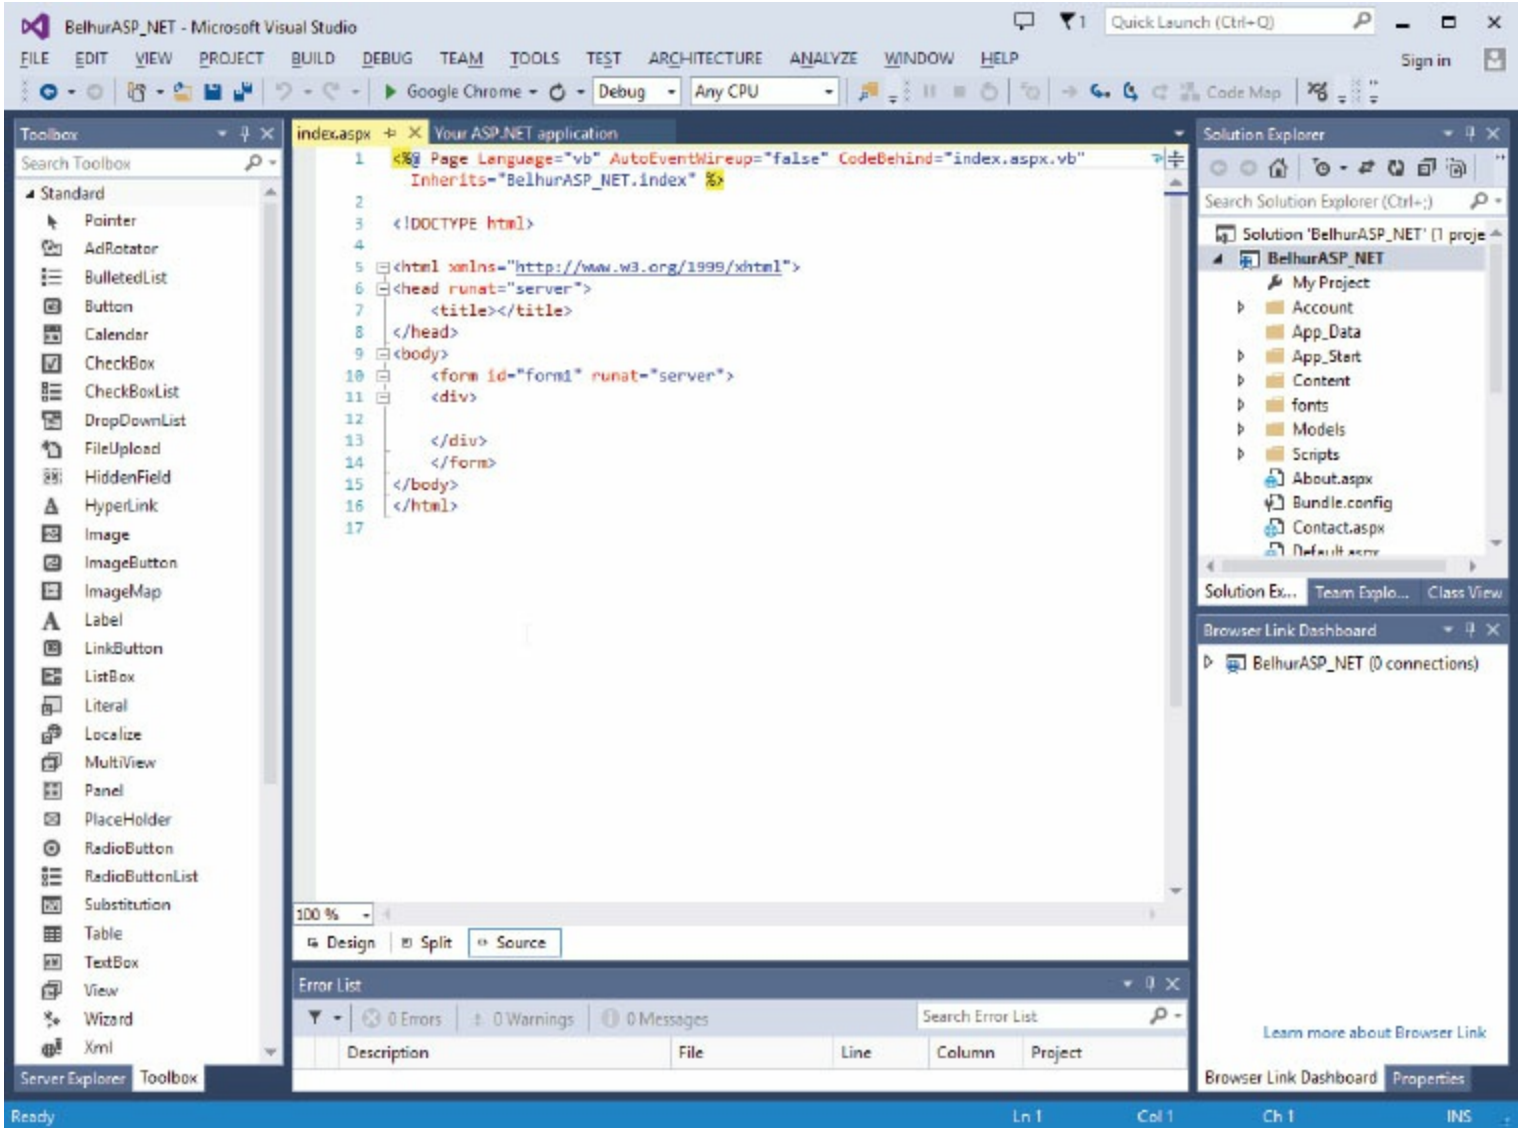 BelhurASP_NET - Microsoft Visual Studio
1
Quick Launch (Ctrl+Q)
FILE EDIT VIEW PROJECT BUILD DEBUG TEAM TOOLS TEST ARCHITECTURE ANALYZE WINDOW HELP
Sign in
Google Chrome Debug Any CPU Code Map
Toolbox
Search Toolbox
Standard
Pointer
AdRotator
BulletedList
Button
Calendar
CheckBox
CheckBoxList
DropDownList
FileUpload
HiddenField
HyperLink
Image
ImageButton
ImageMap
Label
LinkButton
ListBox
Literal
Localize
MultiView
Panel
PlaceHolder
RadioButton
RadioButtonList
Substitution
Table
TextBox
View
Wizard
Xml
Server Explorer Toolbox
index.aspx Your ASP.NET application
1 <%@ Page Language="vb" AutoEventWireup="false" CodeBehind="index.aspx.vb"
Inherits="BelhurASP_NET.index" %>
2
3 <!DOCTYPE html>
4
5 <html xmlns="http://www.w3.org/1999/xhtml">
6 <head runat="server">
7 <title></title>
8 </head>
9 <body>
10 <form id="form1" runat="server">
11 <div>
12
13 </div>
14 </form>
15 </body>
16 </html>
17
100 %
Design Split Source
Error List
0 Errors 0 Warnings 0 Messages
Search Error List
Description File Line Column Project
Solution Explorer
Search Solution Explorer (Ctrl+;)
Solution 'BelhurASP_NET' (1 proje
BelhurASP_NET
My Project
Account
App_Data
App_Start
Content
fonts
Models
Scripts
About.aspx
Bundle.config
Contact.aspx
Default.aspx
Solution Ex... Team Explo... Class View
Browser Link Dashboard
BelhurASP_NET (0 connections)
Learn more about Browser Link
Browser Link Dashboard Properties
Ready Ln 1 Col 1 Ch 1 INS